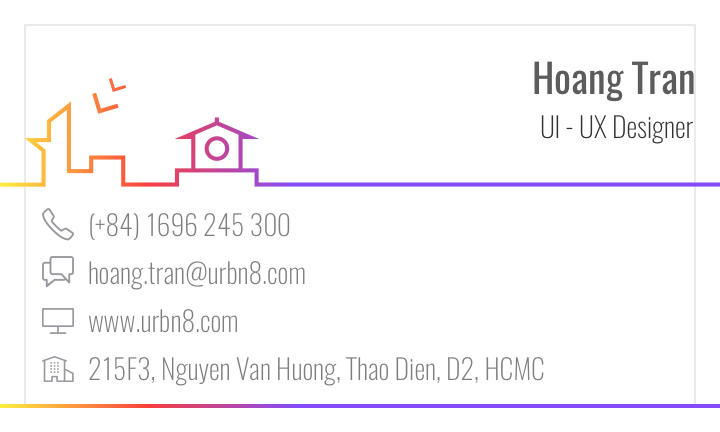 Hoang Tran
UI - UX Designer
(+84) 1696 245 300
hoang.tran@urbn8.com
www.urbn8.com
215F3, Nguyen Van Huong, Thao Dien, D2, HCMC